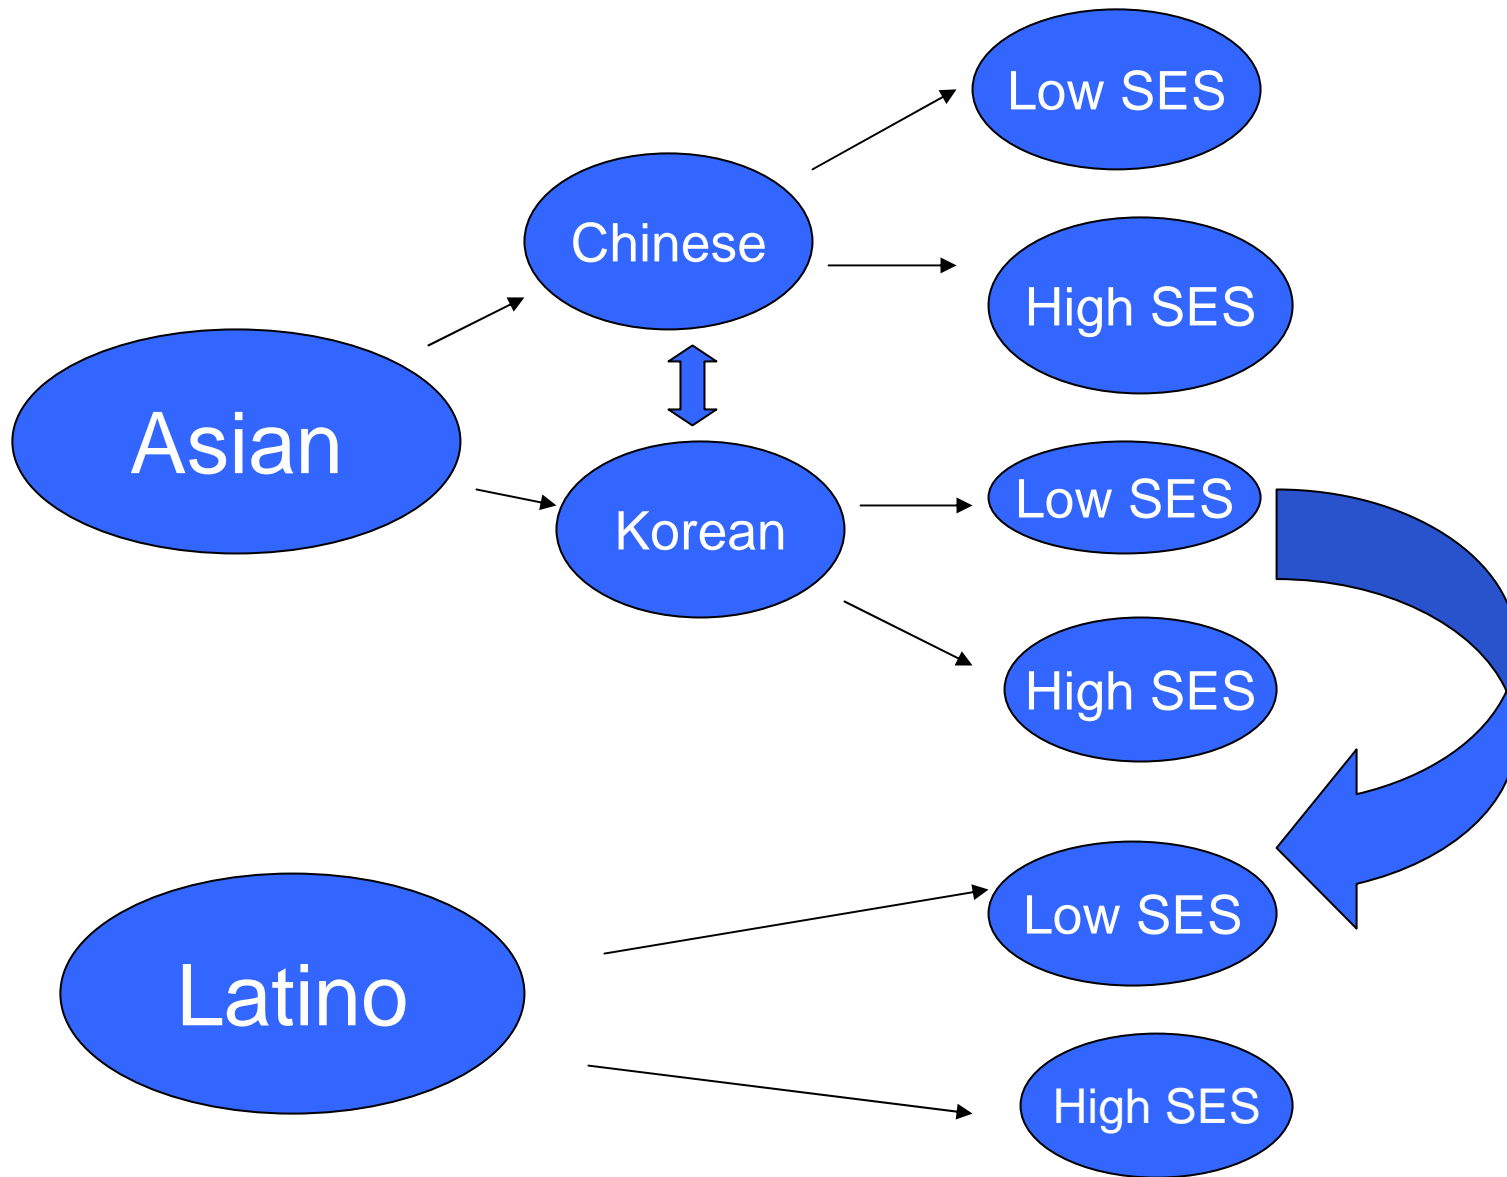 Asian
Chinese
Low SES
High SES
Korean
Low SES
High SES
Latino
Low SES
High SES